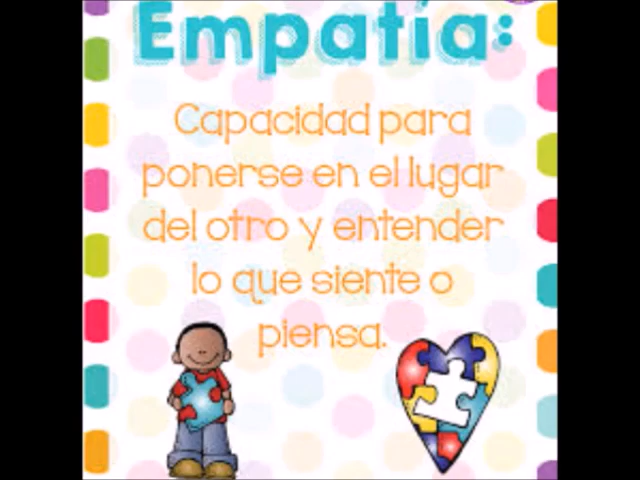 Empatía:
Capacidad para
ponerse en el lugar
del otro y entender
lo que siente o
piensa.